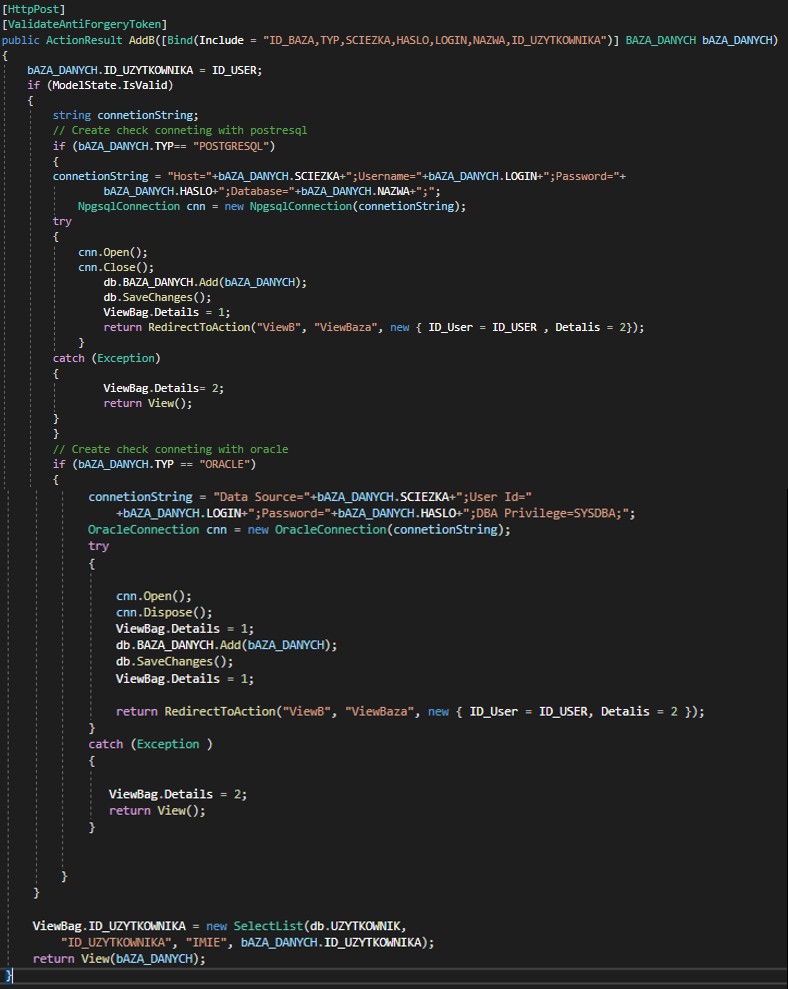 [HttpPost]
[ValidateAntiForgeryToken]
public ActionResult AddB([Bind(Include = "ID_BAZA,TYP,SCIEZKA,HASLO,LOGIN,NAZWA,ID_UZYTKOWNIKA")] BAZA_DANYCH bAZA_DANYCH)
{
bAZA_DANYCH.ID_UZYTKOWNIKA = ID_USER;
if (ModelState.IsValid)
{
string connetionString;
// Create check conneting with postresql
if (bAZA_DANYCH.TYP== "POSTGRESQL")
{
connetionString = "Host="+bAZA_DANYCH.SCIEZKA+";Username="+bAZA_DANYCH.LOGIN+";Password="+
bAZA_DANYCH.HASLO+";Database="+bAZA_DANYCH.NAZWA+";";
NpgsqlConnection cnn = new NpgsqlConnection(connetionString);
try
{
cnn.Open();
cnn.Close();
db.BAZA_DANYCH.Add(bAZA_DANYCH);
db.SaveChanges();
ViewBag.Details = 1;
return RedirectToAction("ViewB", "ViewBaza", new { ID_User = ID_USER , Detalis = 2});
}
catch (Exception)
{
ViewBag.Details= 2;
return View();
}
}
// Create check conneting with oracle
if (bAZA_DANYCH.TYP == "ORACLE")
{
connetionString = "Data Source="+bAZA_DANYCH.SCIEZKA+";User Id="
+bAZA_DANYCH.LOGIN+";Password="+bAZA_DANYCH.HASLO+";DBA Privilege=SYSDBA;";
OracleConnection cnn = new OracleConnection(connetionString);
try
{
cnn.Open();
cnn.Dispose();
ViewBag.Details = 1;
db.BAZA_DANYCH.Add(bAZA_DANYCH);
db.SaveChanges();
ViewBag.Details = 1;
return RedirectToAction("ViewB", "ViewBaza", new { ID_User = ID_USER, Detalis = 2 });
}
catch (Exception )
{
ViewBag.Details = 2;
return View();
}
}
}
ViewBag.ID_UZYTKOWNIKA = new SelectList(db.UZYTKOWNIK,
"ID_UZYTKOWNIKA", "IMIE", bAZA_DANYCH.ID_UZYTKOWNIKA);
return View(bAZA_DANYCH);
}